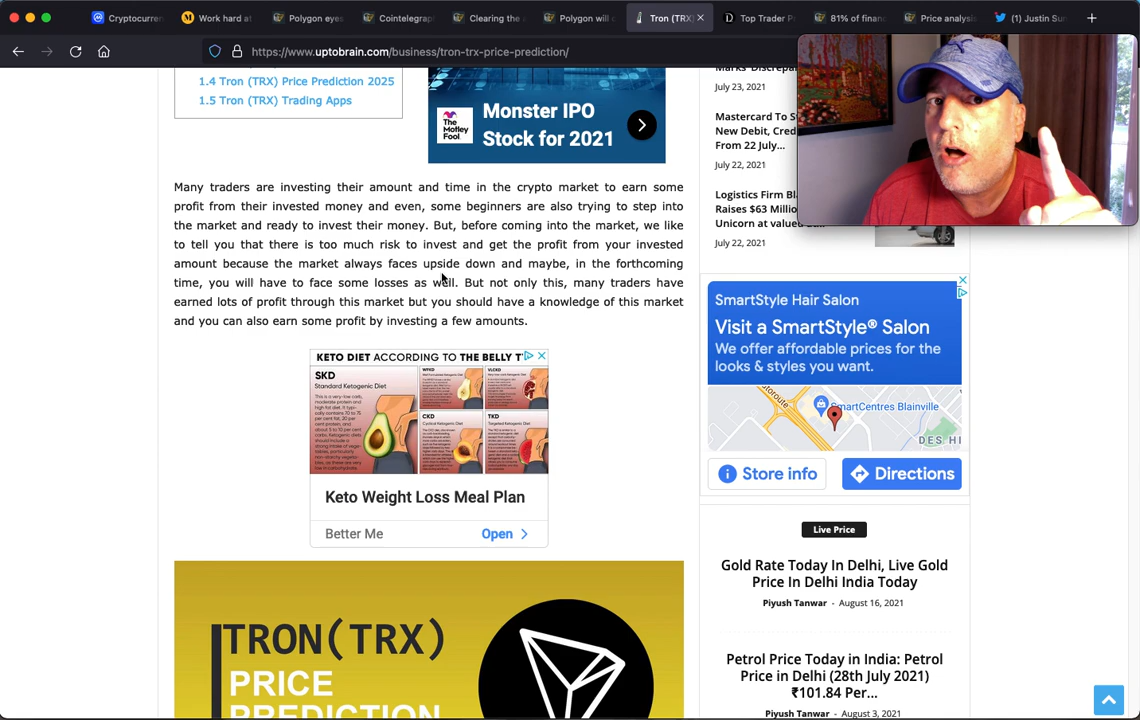 Cryptocurren
Work hard at
Polygon eyes
Cointelegrap
Clearing the
Polygon will
Tron (TRX)
Top Trader P
81% of financ
Price analysis
(1) Justin Sun
https://www.uptobrain.com/business/tron-trx-price-prediction/
1.4 Tron (TRX) Price Prediction 2025
1.5 Tron (TRX) Trading Apps
The
Motley
Fool
Monster IPO
Stock for 2021
Many traders are investing their amount and time in the crypto market to earn some
profit from their invested money and even, some beginners are also trying to step into
the market and ready to invest their money. But, before coming into the market, we like
to tell you that there is too much risk to invest and get the profit from your invested
amount because the market always faces upside down and maybe, in the forthcoming
time, you will have to face some losses as well. But not only this, many traders have
earned lots of profit through this market but you should have a knowledge of this market
and you can also earn some profit by investing a few amounts.
KETO DIET ACCORDING TO THE BELLY T
SKD
Standard Ketogenic Diet
WFKD
VLCKD
CKD
TKD
Keto Weight Loss Meal Plan
Better Me
Open
TRON(TRX)
PRICE
PREDICTION
July 23, 2021
Mastercard To
New Debit, Cred
From 22 July...
July 22, 2021
Logistics Firm
Raises $63 Million
Unicorn at valued
July 22, 2021
SmartStyle Hair Salon
Visit a SmartStyle® Salon
We offer affordable prices for the
looks & styles you want.
SmartCentres Blainville
DES HI
Store info
Directions
Live Price
Gold Rate Today In Delhi, Live Gold
Price In Delhi India Today
Piyush Tanwar - August 16, 2021
Petrol Price Today in India: Petrol
Price in Delhi (28th July 2021)
₹101.84 Per...
Piyush Tanwar - August 3, 2021